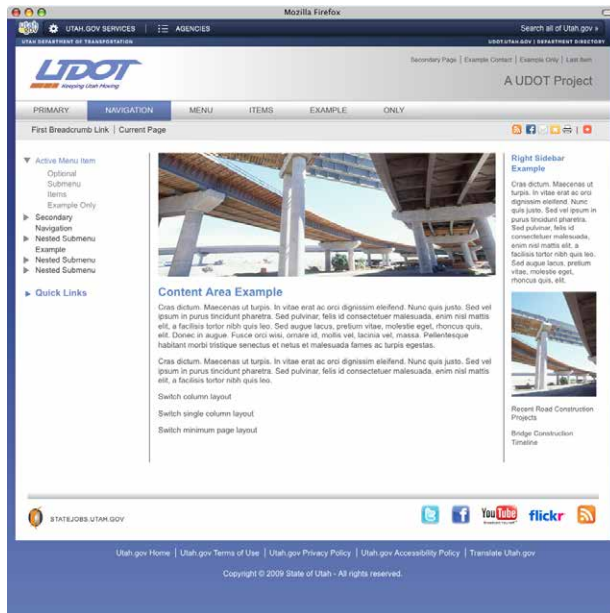 Mozilla Firefox
utah.gov UTAH.GOV SERVICES | AGENCIES Search all of Utah.gov »
UTAH DEPARTMENT OF TRANSPORTATION UDOT.UTAH.GOV | DEPARTMENT DIRECTORY
Secondary Page | Example Contact | Example Only | Last Item
UDOT
Keeping Utah Moving
A UDOT Project
PRIMARY NAVIGATION MENU ITEMS EXAMPLE ONLY
First Breadcrumb Link | Current Page
Active Menu Item
Optional
Submenu
Items
Example Only
Secondary
Navigation
Nested Submenu
Example
Nested Submenu
Nested Submenu
Quick Links
Content Area Example
Cras dictum. Maecenas ut turpis. In vitae erat ac orci dignissim eleifend. Nunc quis justo. Sed vel
ipsum in purus tincidunt pharetra. Sed pulvinar, felis id consectetuer malesuada, enim nisl mattis
elit, a facilisis tortor nibh quis leo. Sed augue lacus, pretium vitae, molestie eget, rhoncus quis,
elit. Donec in augue. Fusce orci wisi, ornare id, mollis vel, lacinia vel, massa. Pellentesque
habitant morbi tristique senectus et netus et malesuada fames ac turpis egestas.
Cras dictum. Maecenas ut turpis. In vitae erat ac orci dignissim eleifend. Nunc quis justo. Sed vel
ipsum in purus tincidunt pharetra. Sed pulvinar, felis id consectetuer malesuada, enim nisl mattis
elit, a facilisis tortor nibh quis leo.
Switch column layout
Switch single column layout
Switch minimum page layout
Right Sidebar
Example
Cras dictum. Maecenas ut
turpis. In vitae erat ac orci
dignissim eleifend. Nunc
quis justo. Sed vel ipsum in
purus tincidunt pharetra.
Sed pulvinar, felis id
consectetuer malesuada,
enim nisl mattis elit, a
facilisis tortor nibh quis leo.
Sed augue lacus, pretium
vitae, molestie eget,
rhoncus quis, elit.
Recent Road Construction
Projects
Bridge Construction
Timeline
STATEJOBS.UTAH.GOV
You Tube
flickr
Utah.gov Home | Utah.gov Terms of Use | Utah.gov Privacy Policy | Utah.gov Accessibility Policy | Translate Utah.gov
Copyright © 2009 State of Utah - All rights reserved.